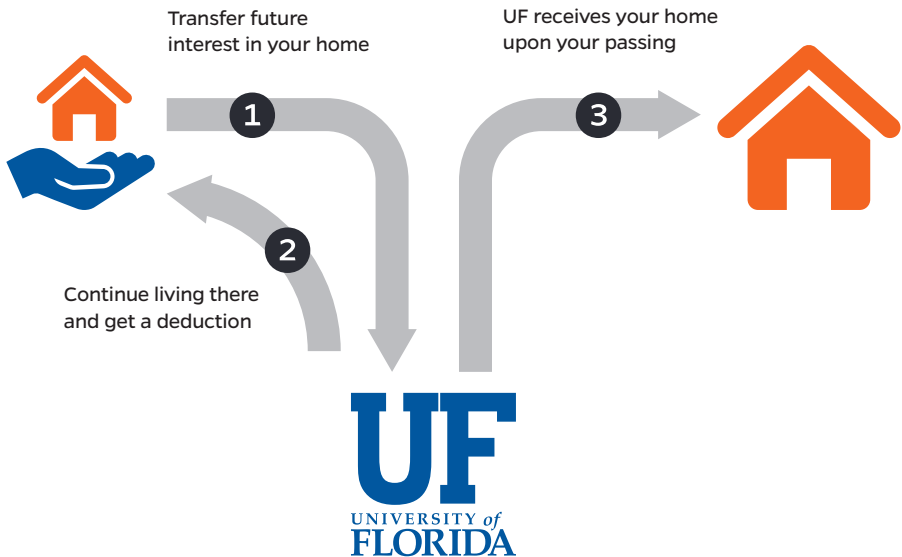 Transfer future
interest in your home
1
2
Continue living there
and get a deduction
UF receives your home
upon your passing
3
UF
UNIVERSITY of
FLORIDA